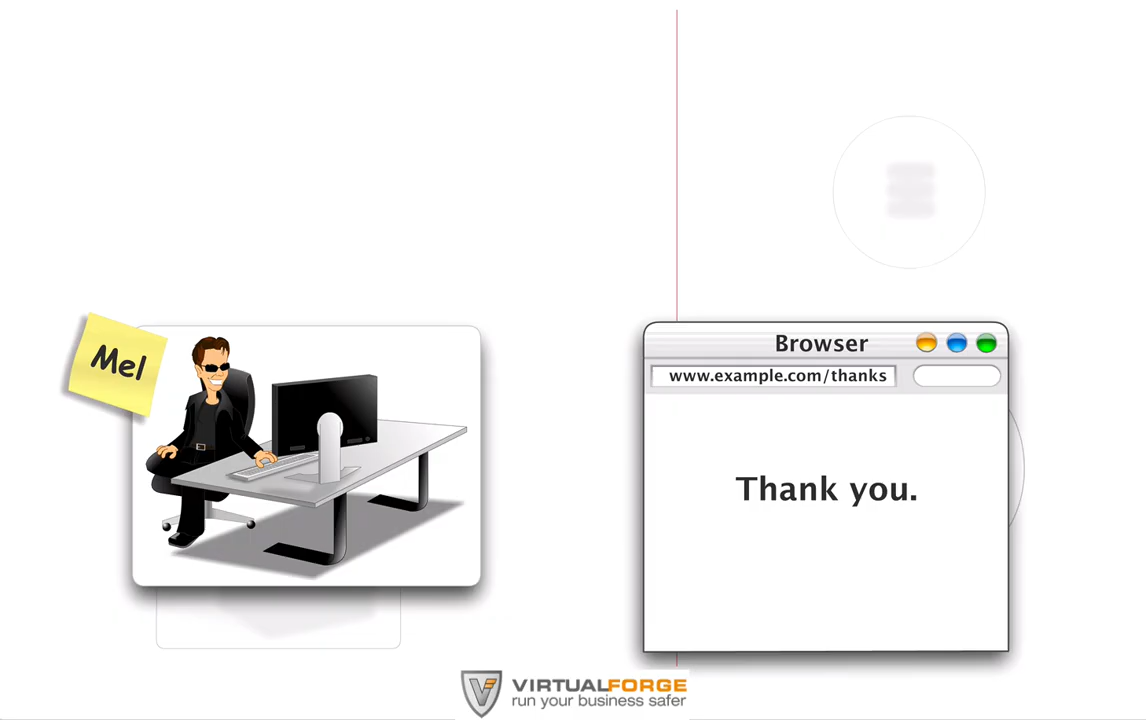 Mel
Browser
www.example.com/thanks
Thank you.
VIRTUALFORGE
run your business safer